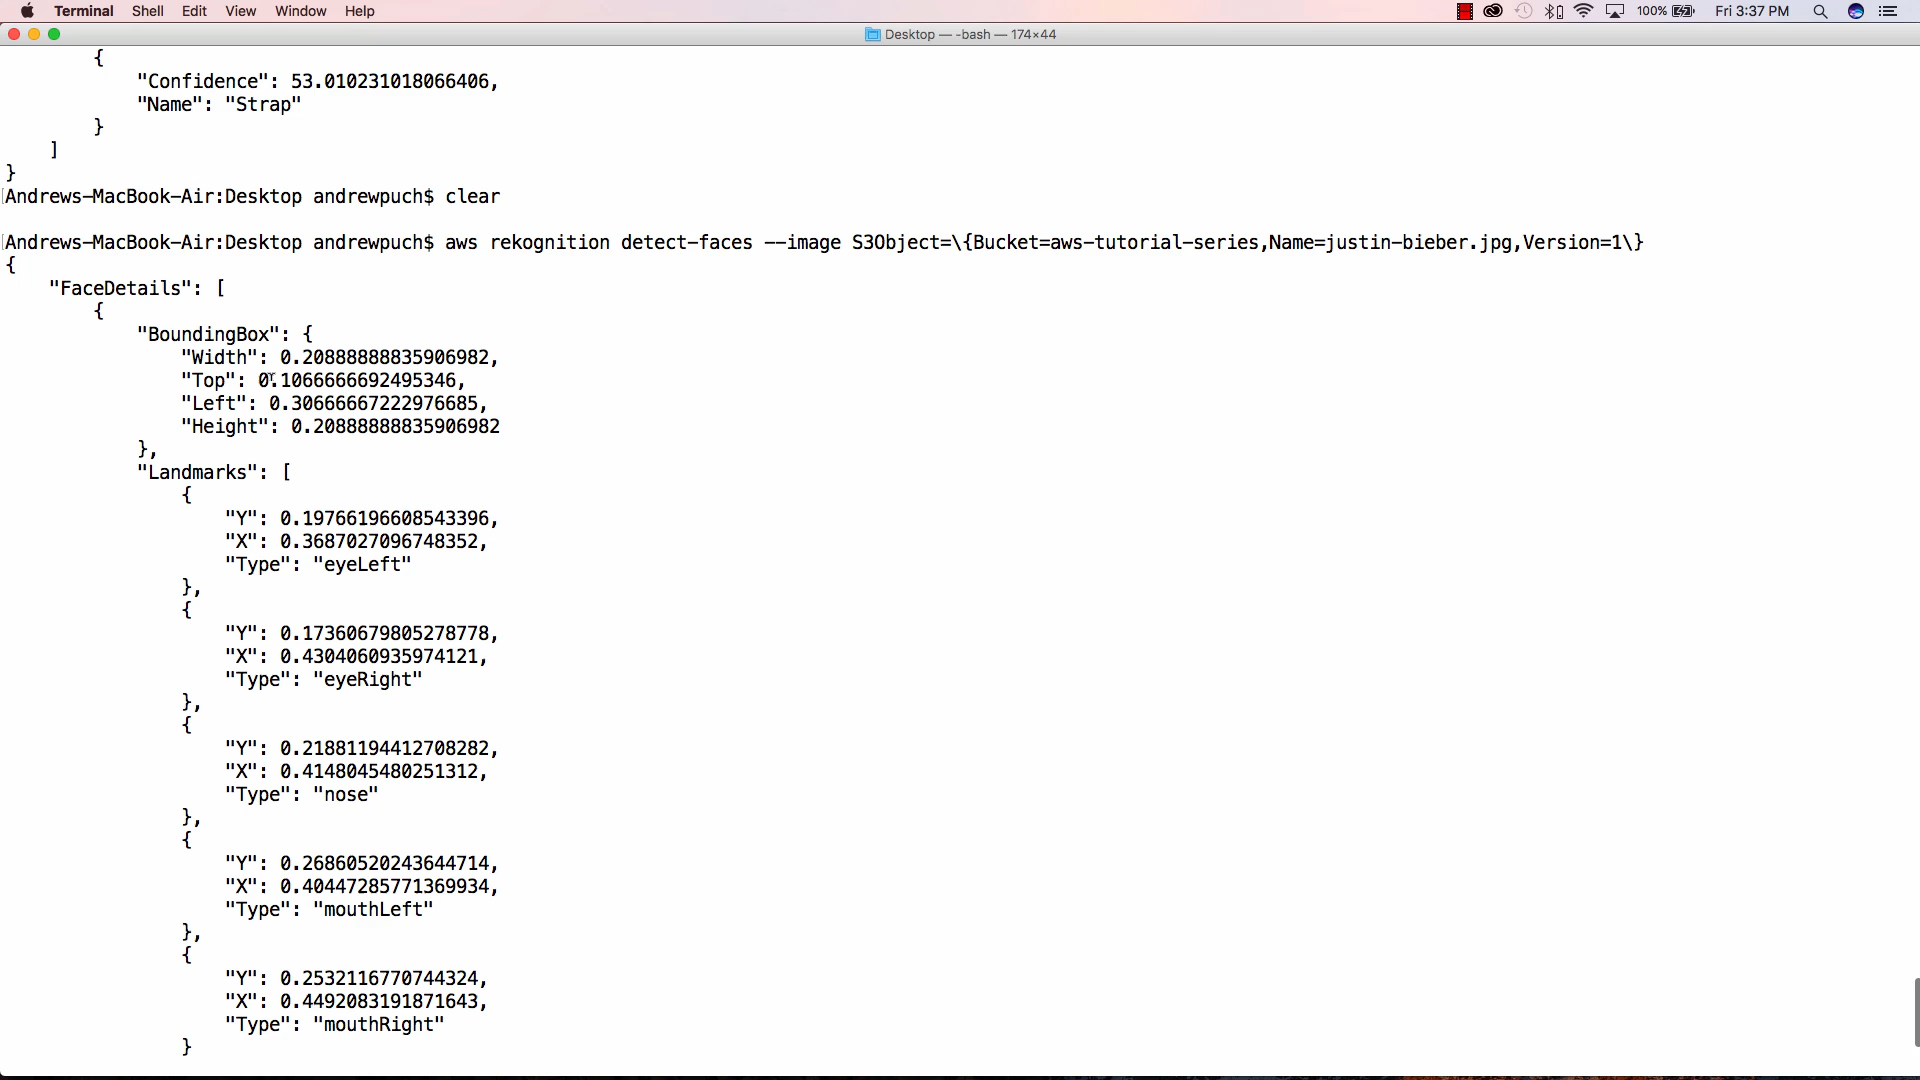 Terminal Shell Edit View Window Help 100% Fri 3:37 PM
Desktop — -bash — 174×44
{
"Confidence": 53.010231018066406,
"Name": "Strap"
}
]
}
Andrews-MacBook-Air:Desktop andrewpuch$ clear
Andrews-MacBook-Air:Desktop andrewpuch$ aws rekognition detect-faces --image S3Object=\{Bucket=aws-tutorial-series,Name=justin-bieber.jpg,Version=1\}
{
"FaceDetails": [
{
"BoundingBox": {
"Width": 0.20888888835906982,
"Top": 0.1066666692495346,
"Left": 0.30666667222976685,
"Height": 0.20888888835906982
},
"Landmarks": [
{
"Y": 0.19766196608543396,
"X": 0.3687027096748352,
"Type": "eyeLeft"
},
{
"Y": 0.17360679805278778,
"X": 0.4304060935974121,
"Type": "eyeRight"
},
{
"Y": 0.21881194412708282,
"X": 0.4148045480251312,
"Type": "nose"
},
{
"Y": 0.26860520243644714,
"X": 0.40447285771369934,
"Type": "mouthLeft"
},
{
"Y": 0.2532116770744324,
"X": 0.4492083191871643,
"Type": "mouthRight"
}